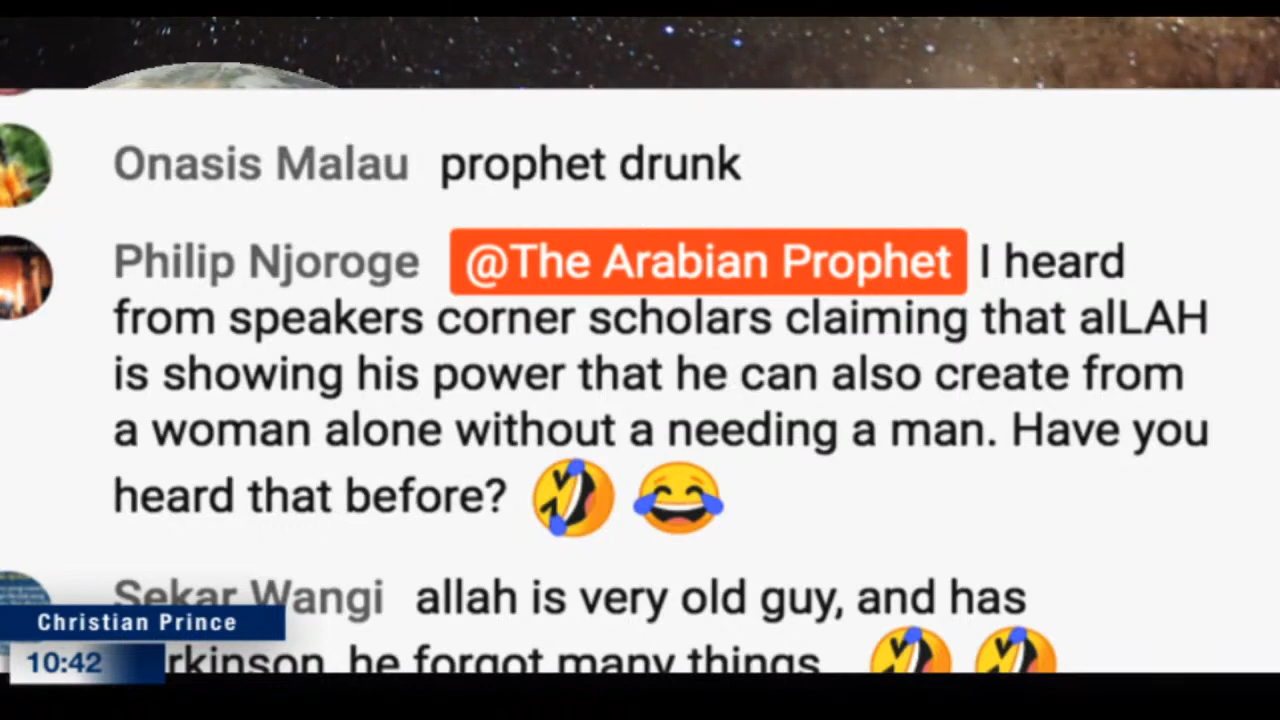 Onasis Malau prophet drunk
Philip Njoroge @The Arabian Prophet I heard
from speakers corner scholars claiming that alLAH
is showing his power that he can also create from
a woman alone without a needing a man. Have you
heard that before? 🤣 😂
Sekar Wangi allah is very old guy, and has
Christian Prince
rkinson, he forgot many things 🤣 🤣
10:42